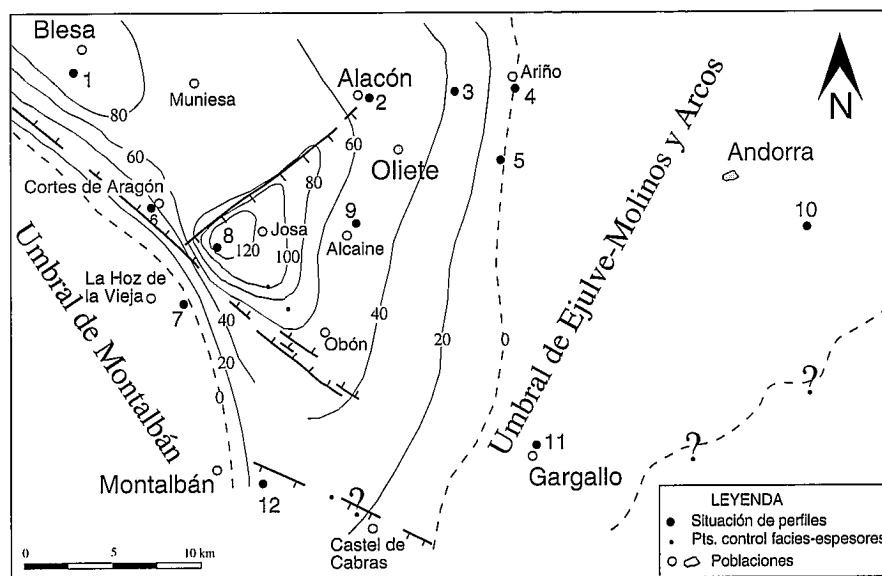 Blesa
1
Muniesa
80
Alacón
2
3
Ariño
4
N
60
60
Oliete
5
Andorra
Cortes de Aragón
6
80
9
10
8
Josa
120
100
Alcaine
La Hoz de
la Vieja
7
40
Obón
40
20
20
0
0
Umbral de Montalbán
Umbral de Ejulve-Molinos y Arcos
?
?
11
Gargallo
Montalbán
12
?
Castel de
Cabras
0 5 10 km
LEYENDA
Situación de perfiles
Pts. control facies-espesores
Poblaciones